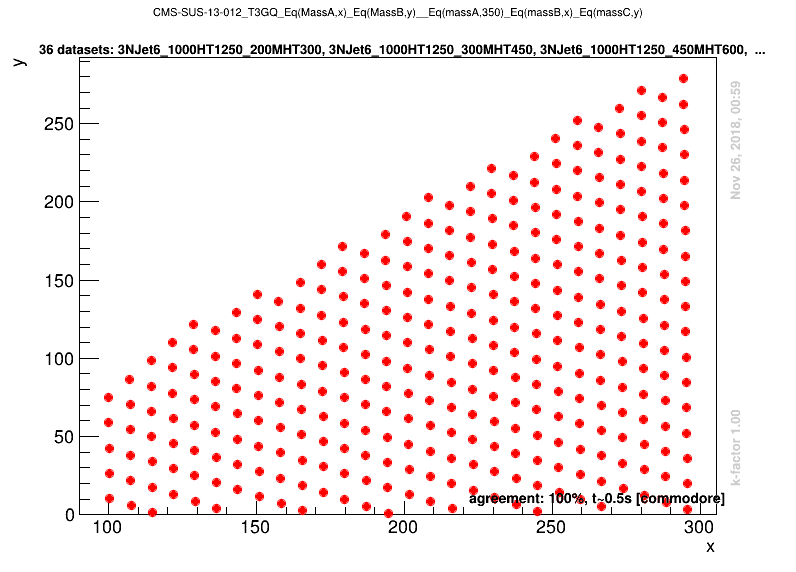 CMS-SUS-13-012_T3GQ_Eq(MassA,x)_Eq(MassB,y)__Eq(massA,350)_Eq(massB,x)_Eq(massC,y)
36 datasets: 3NJet6_1000HT1250_200MHT300, 3NJet6_1000HT1250_300MHT450, 3NJet6_1000HT1250_450MHT600, ...
y
250
200
150
100
50
0
100 150 200 250 300
x
agreement: 100%, t~0.5s [commodore]
Nov 26, 2018, 00:59
k-factor 1.00